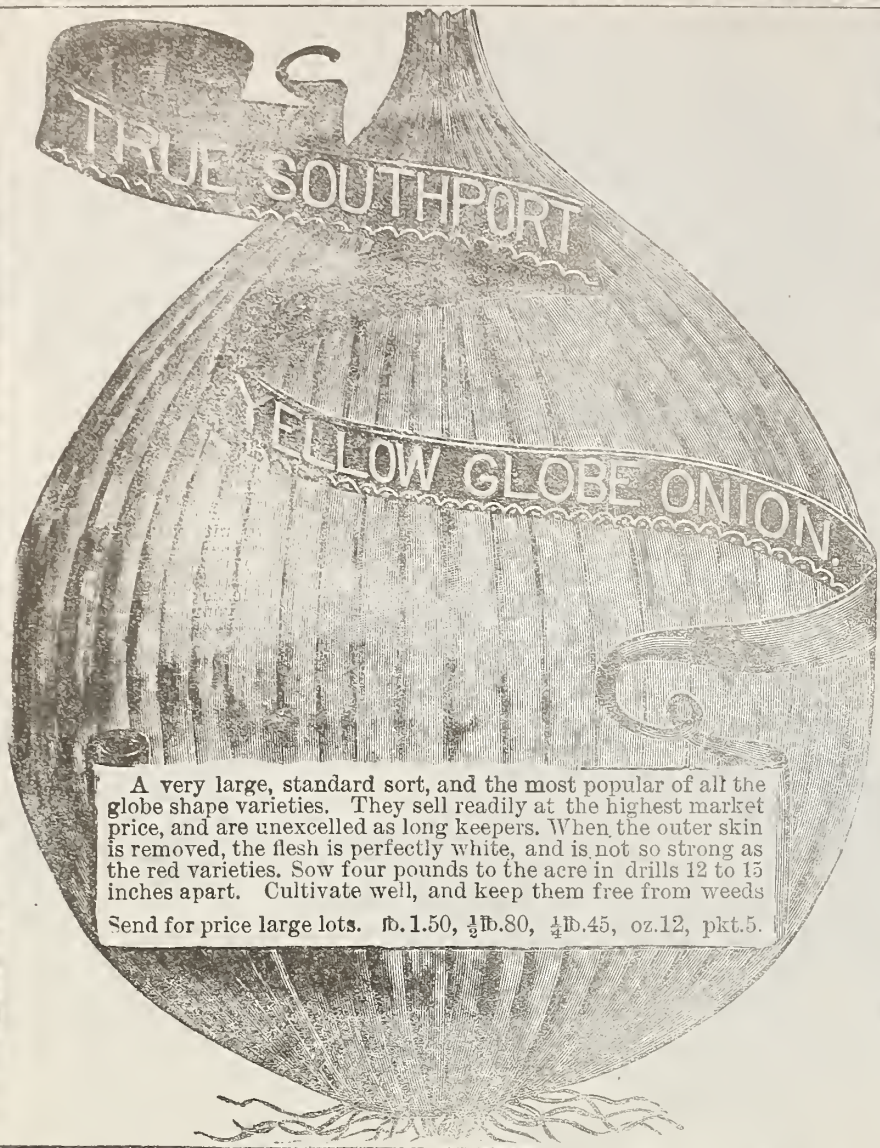 TRUE SOUTHPORT
YELLOW GLOBE ONION.
A very large, standard sort, and the most popular of all the
globe shape varieties. They sell readily at the highest market
price, and are unexcelled as long keepers. When the outer skin
is removed, the flesh is perfectly white, and is not so strong as
the red varieties. Sow four pounds to the acre in drills 12 to 15
inches apart. Cultivate well, and keep them free from weeds
Send for price large lots. ℔.1.50, ½℔.80, ¼℔.45, oz.12, pkt.5.